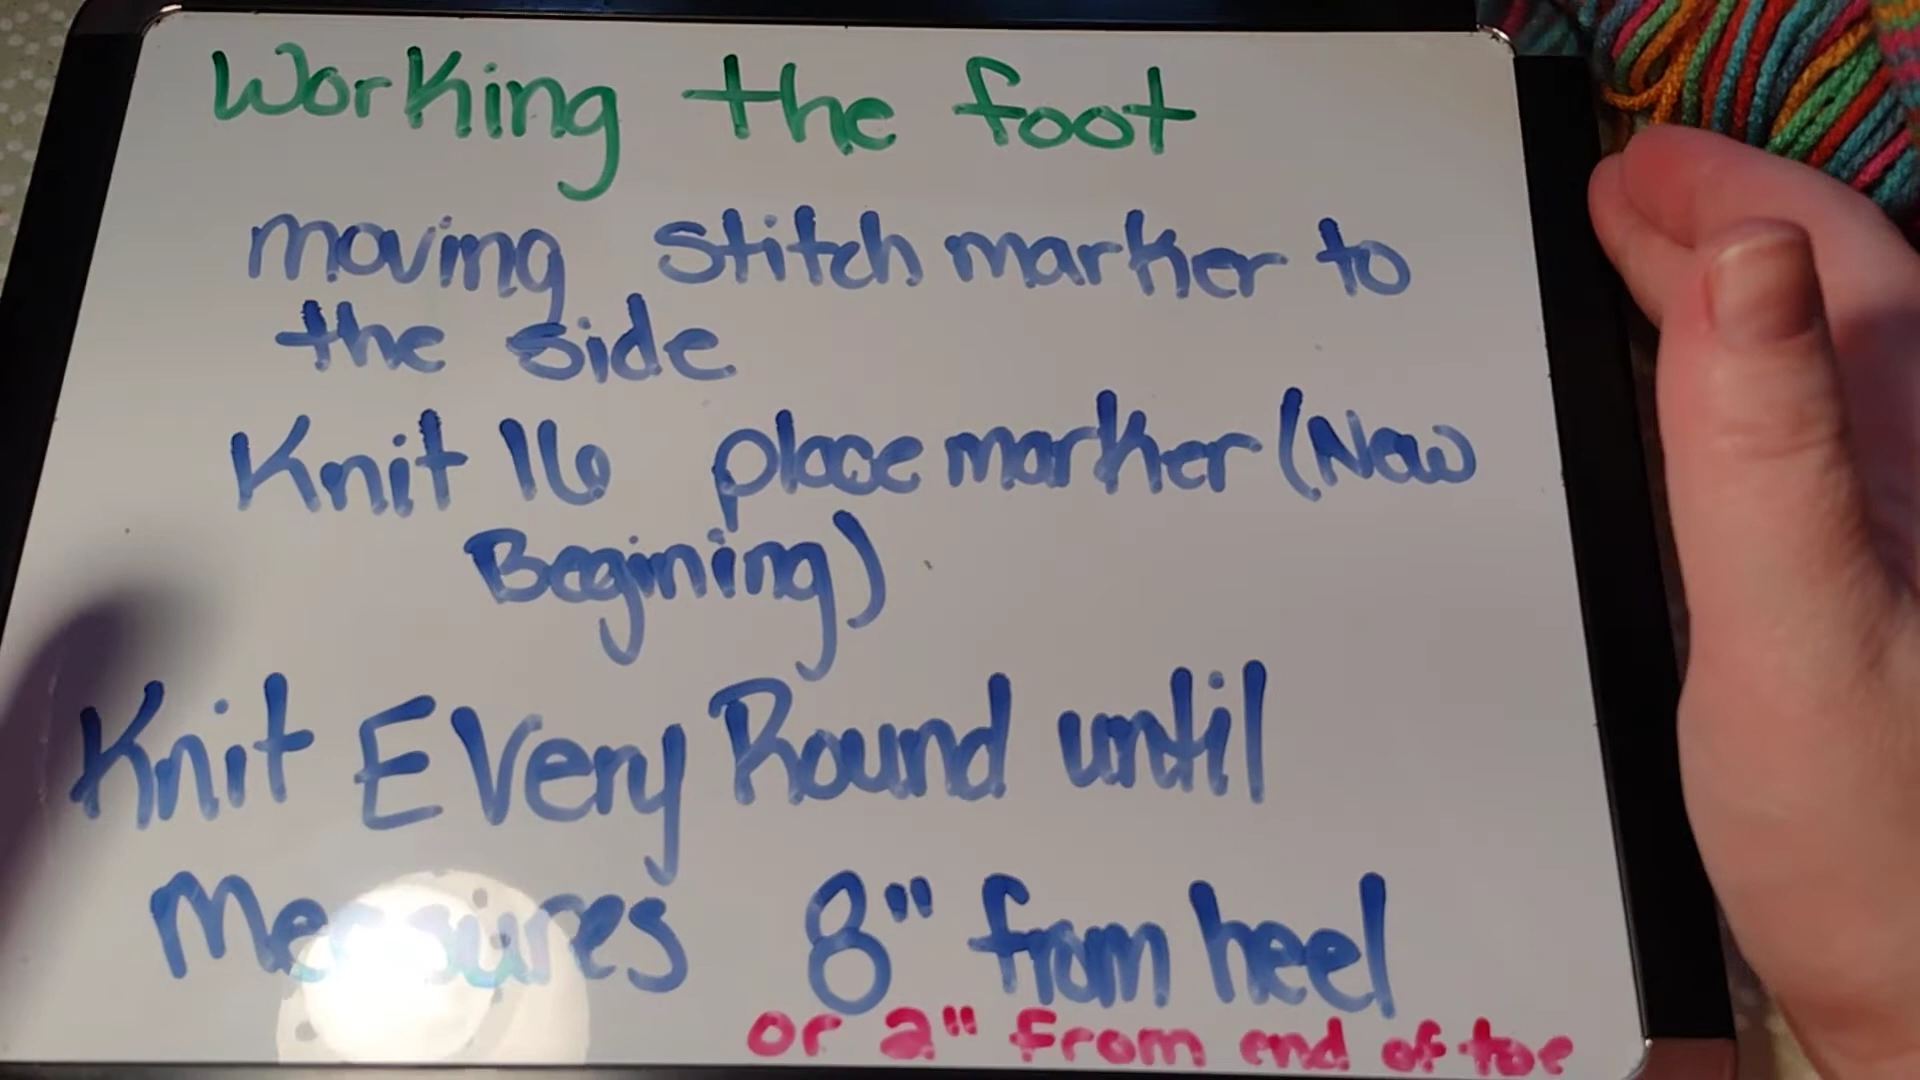 Working the foot
moving stitch marker to
the side
Knit 16 place marker (New
Begining)
Knit EVery Round until
Measures 8" from heel
or 2" from end of toe